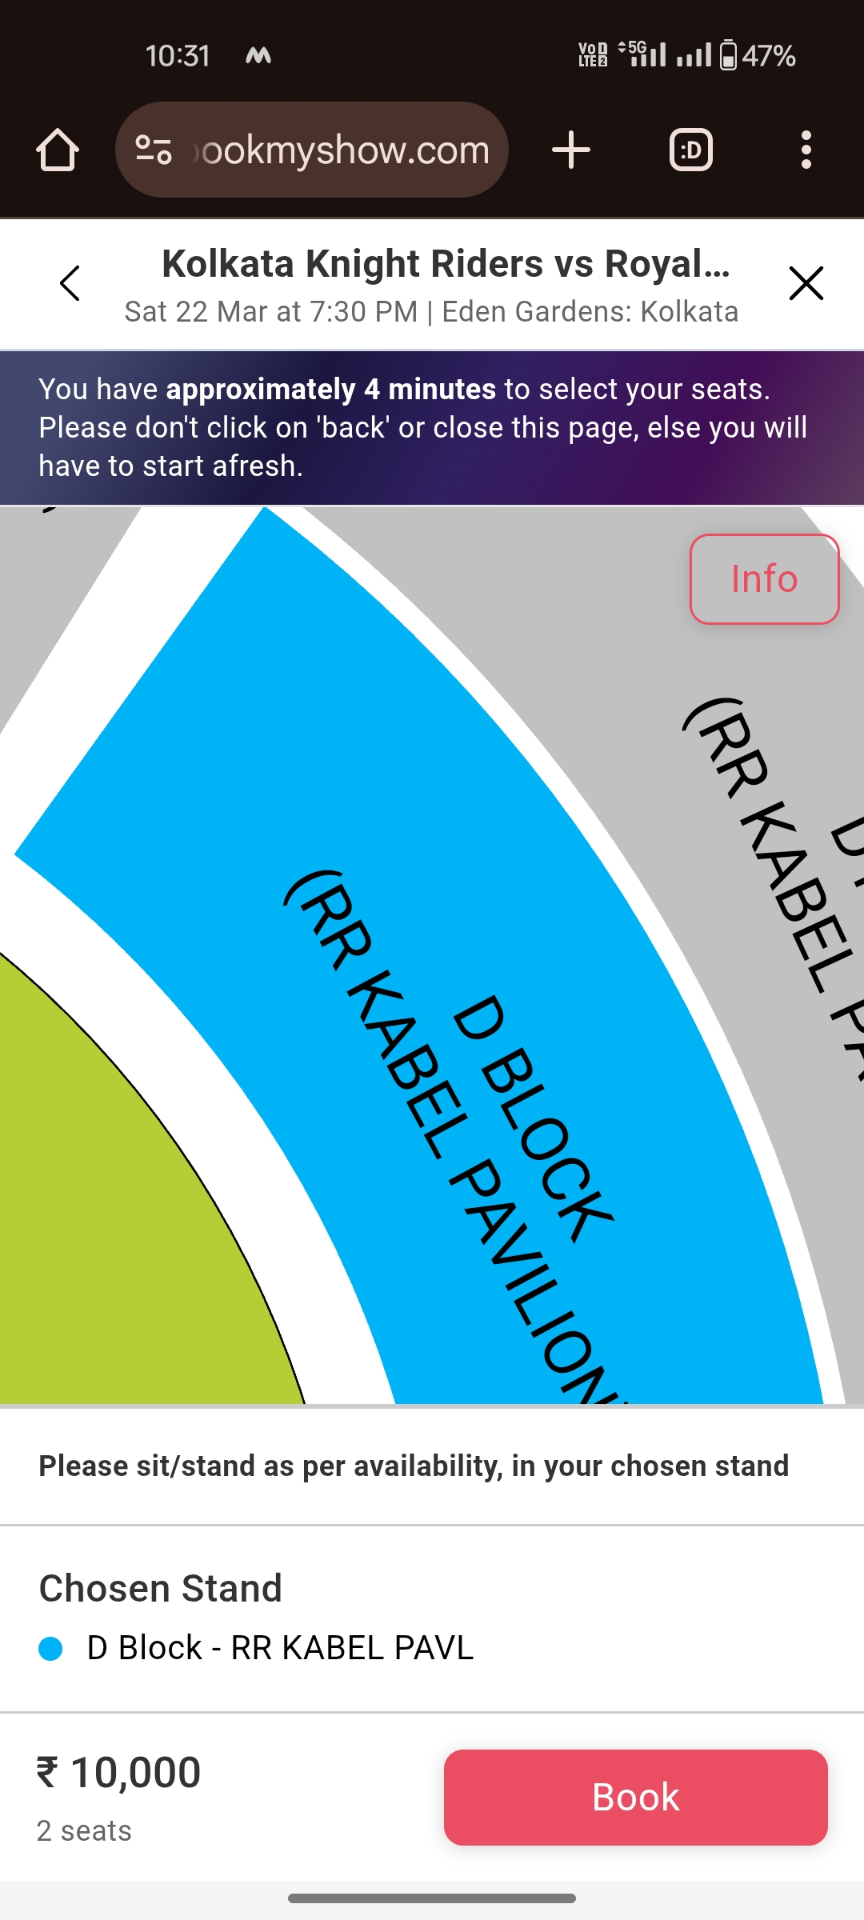 10:31
VoD LTE2 5G 47%
ookmyshow.com
:D
Kolkata Knight Riders vs Royal...
Sat 22 Mar at 7:30 PM | Eden Gardens: Kolkata
You have approximately 4 minutes to select your seats.
Please don't click on 'back' or close this page, else you will
have to start afresh.
Info
D BLOCK
(RR KABEL PAVILION
(RR KABEL PA
Please sit/stand as per availability, in your chosen stand
Chosen Stand
D Block - RR KABEL PAVL
₹ 10,000
2 seats
Book